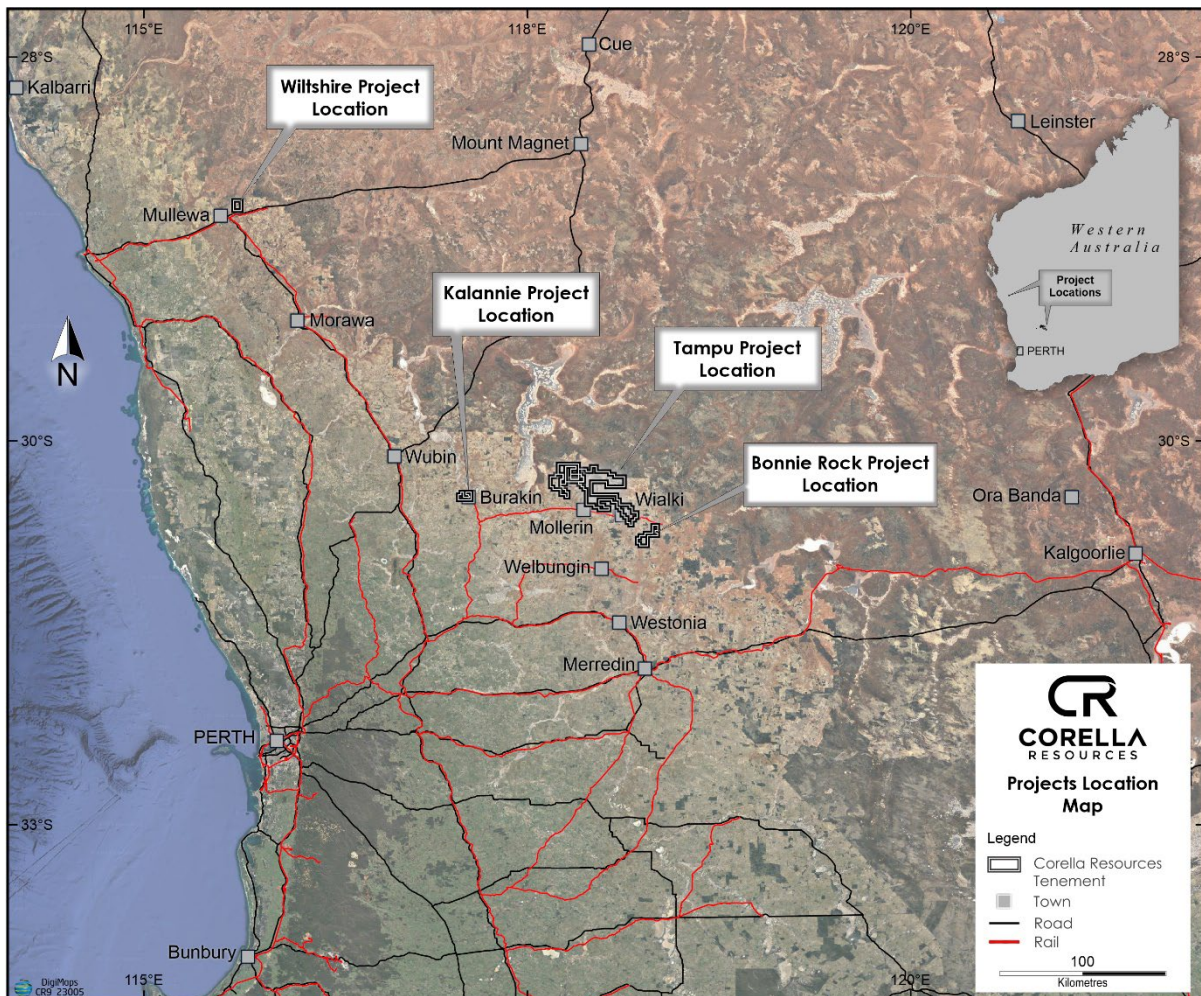 115°E
118°E
120°E
28°S
28°S
Cue
Kalbarri
Wiltshire Project
Location
Leinster
Mount Magnet
Mullewa
Western
Australia
Kalannie Project
Location
Project
Locations
Morawa
Tampu Project
Location
PERTH
N
30°S
30°S
Wubin
Bonnie Rock Project
Location
Burakin
Wialki
Ora Banda
Mollerin
Kalgoorlie
Welbungin
Westonia
Merredin
PERTH
CR
CORELLA
RESOURCES
Projects Location
Map
33°S
Legend
Corella Resources
Tenement
Town
Road
Rail
Bunbury
100
Kilometres
DigiMaps
CR9_23005
115°E
120°E